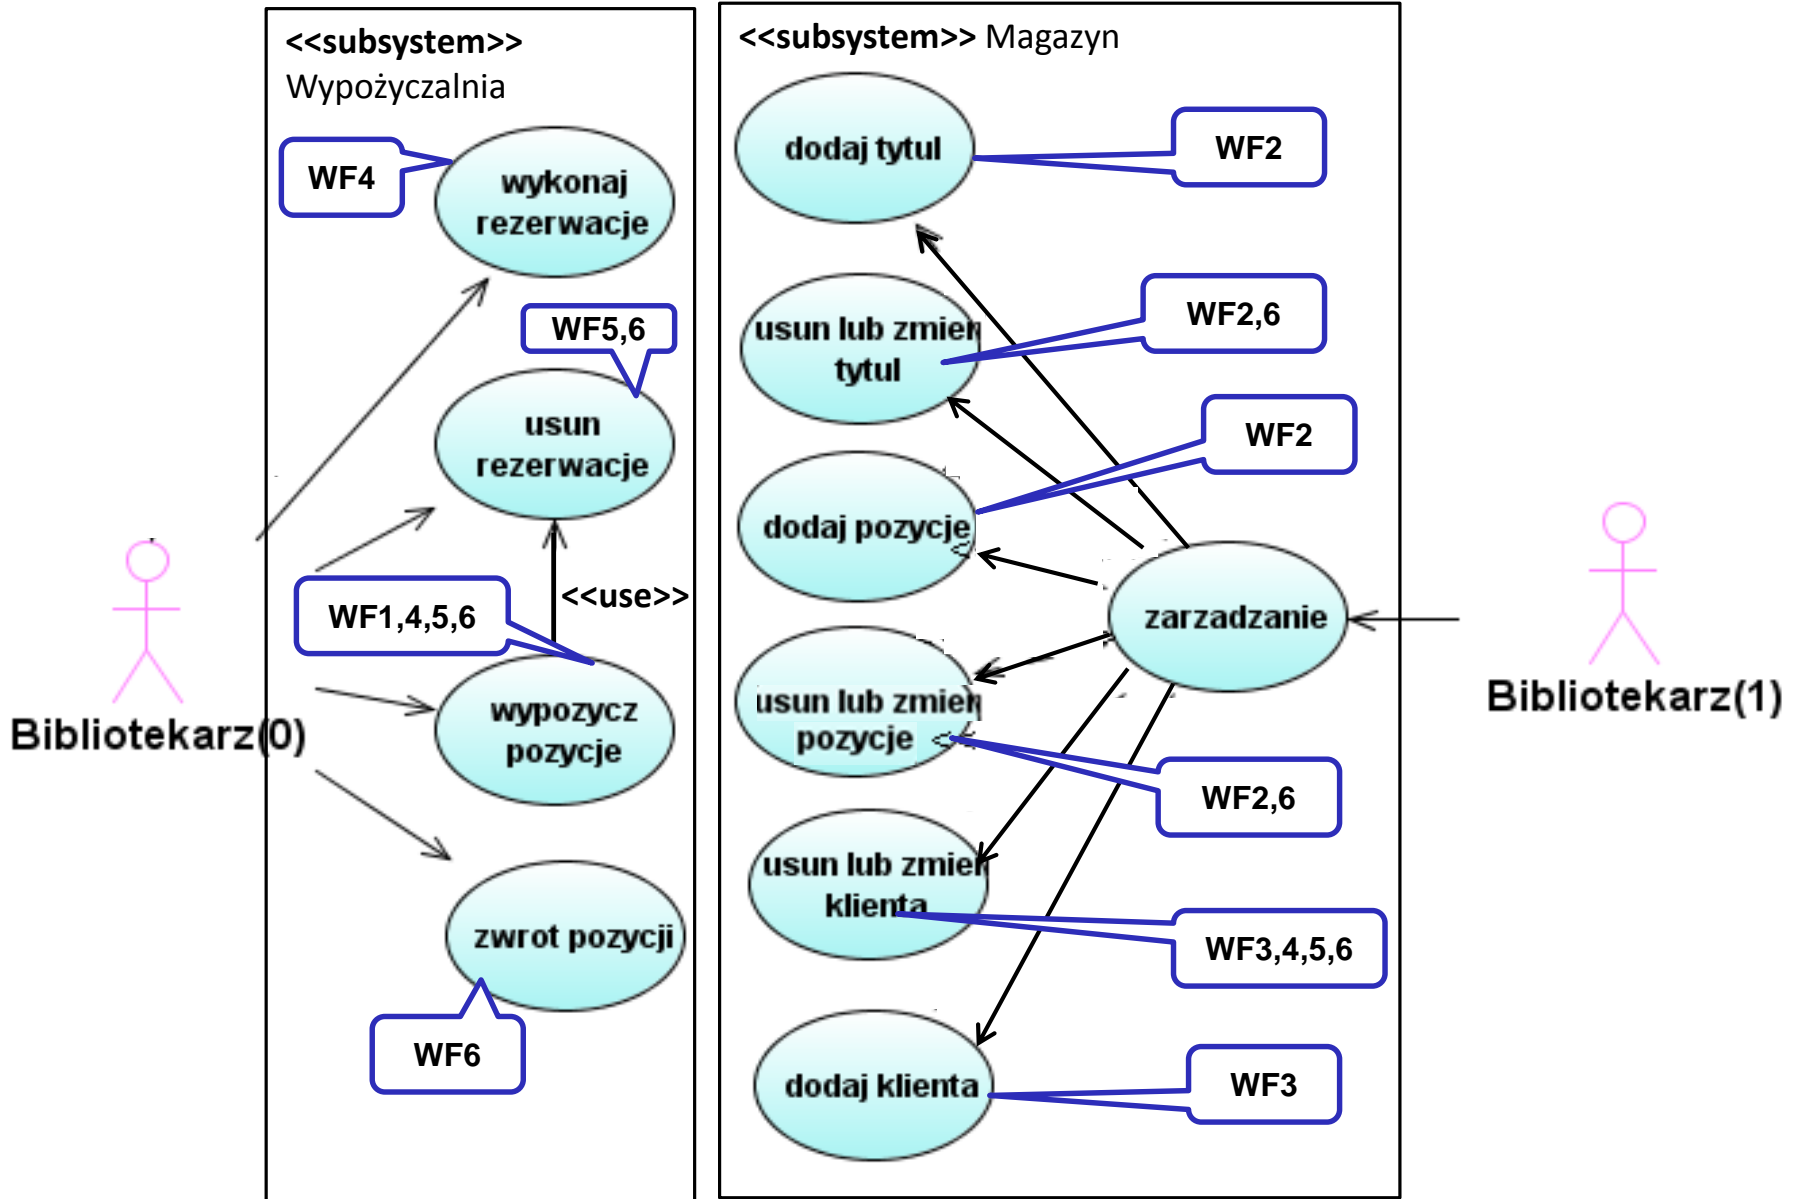 <<subsystem>>
Wypożyczalnia
WF4
wykonaj
rezerwacje
WF5,6
usun
rezerwacje
<<use>>
WF1,4,5,6
wypozycz
pozycje
zwrot pozycji
WF6
Bibliotekarz(0)
<<subsystem>> Magazyn
dodaj tytul
WF2
usun lub zmien
tytul
WF2,6
dodaj pozycje
WF2
zarzadzanie
usun lub zmien
pozycje
WF2,6
usun lub zmien
klienta
WF3,4,5,6
dodaj klienta
WF3
Bibliotekarz(1)